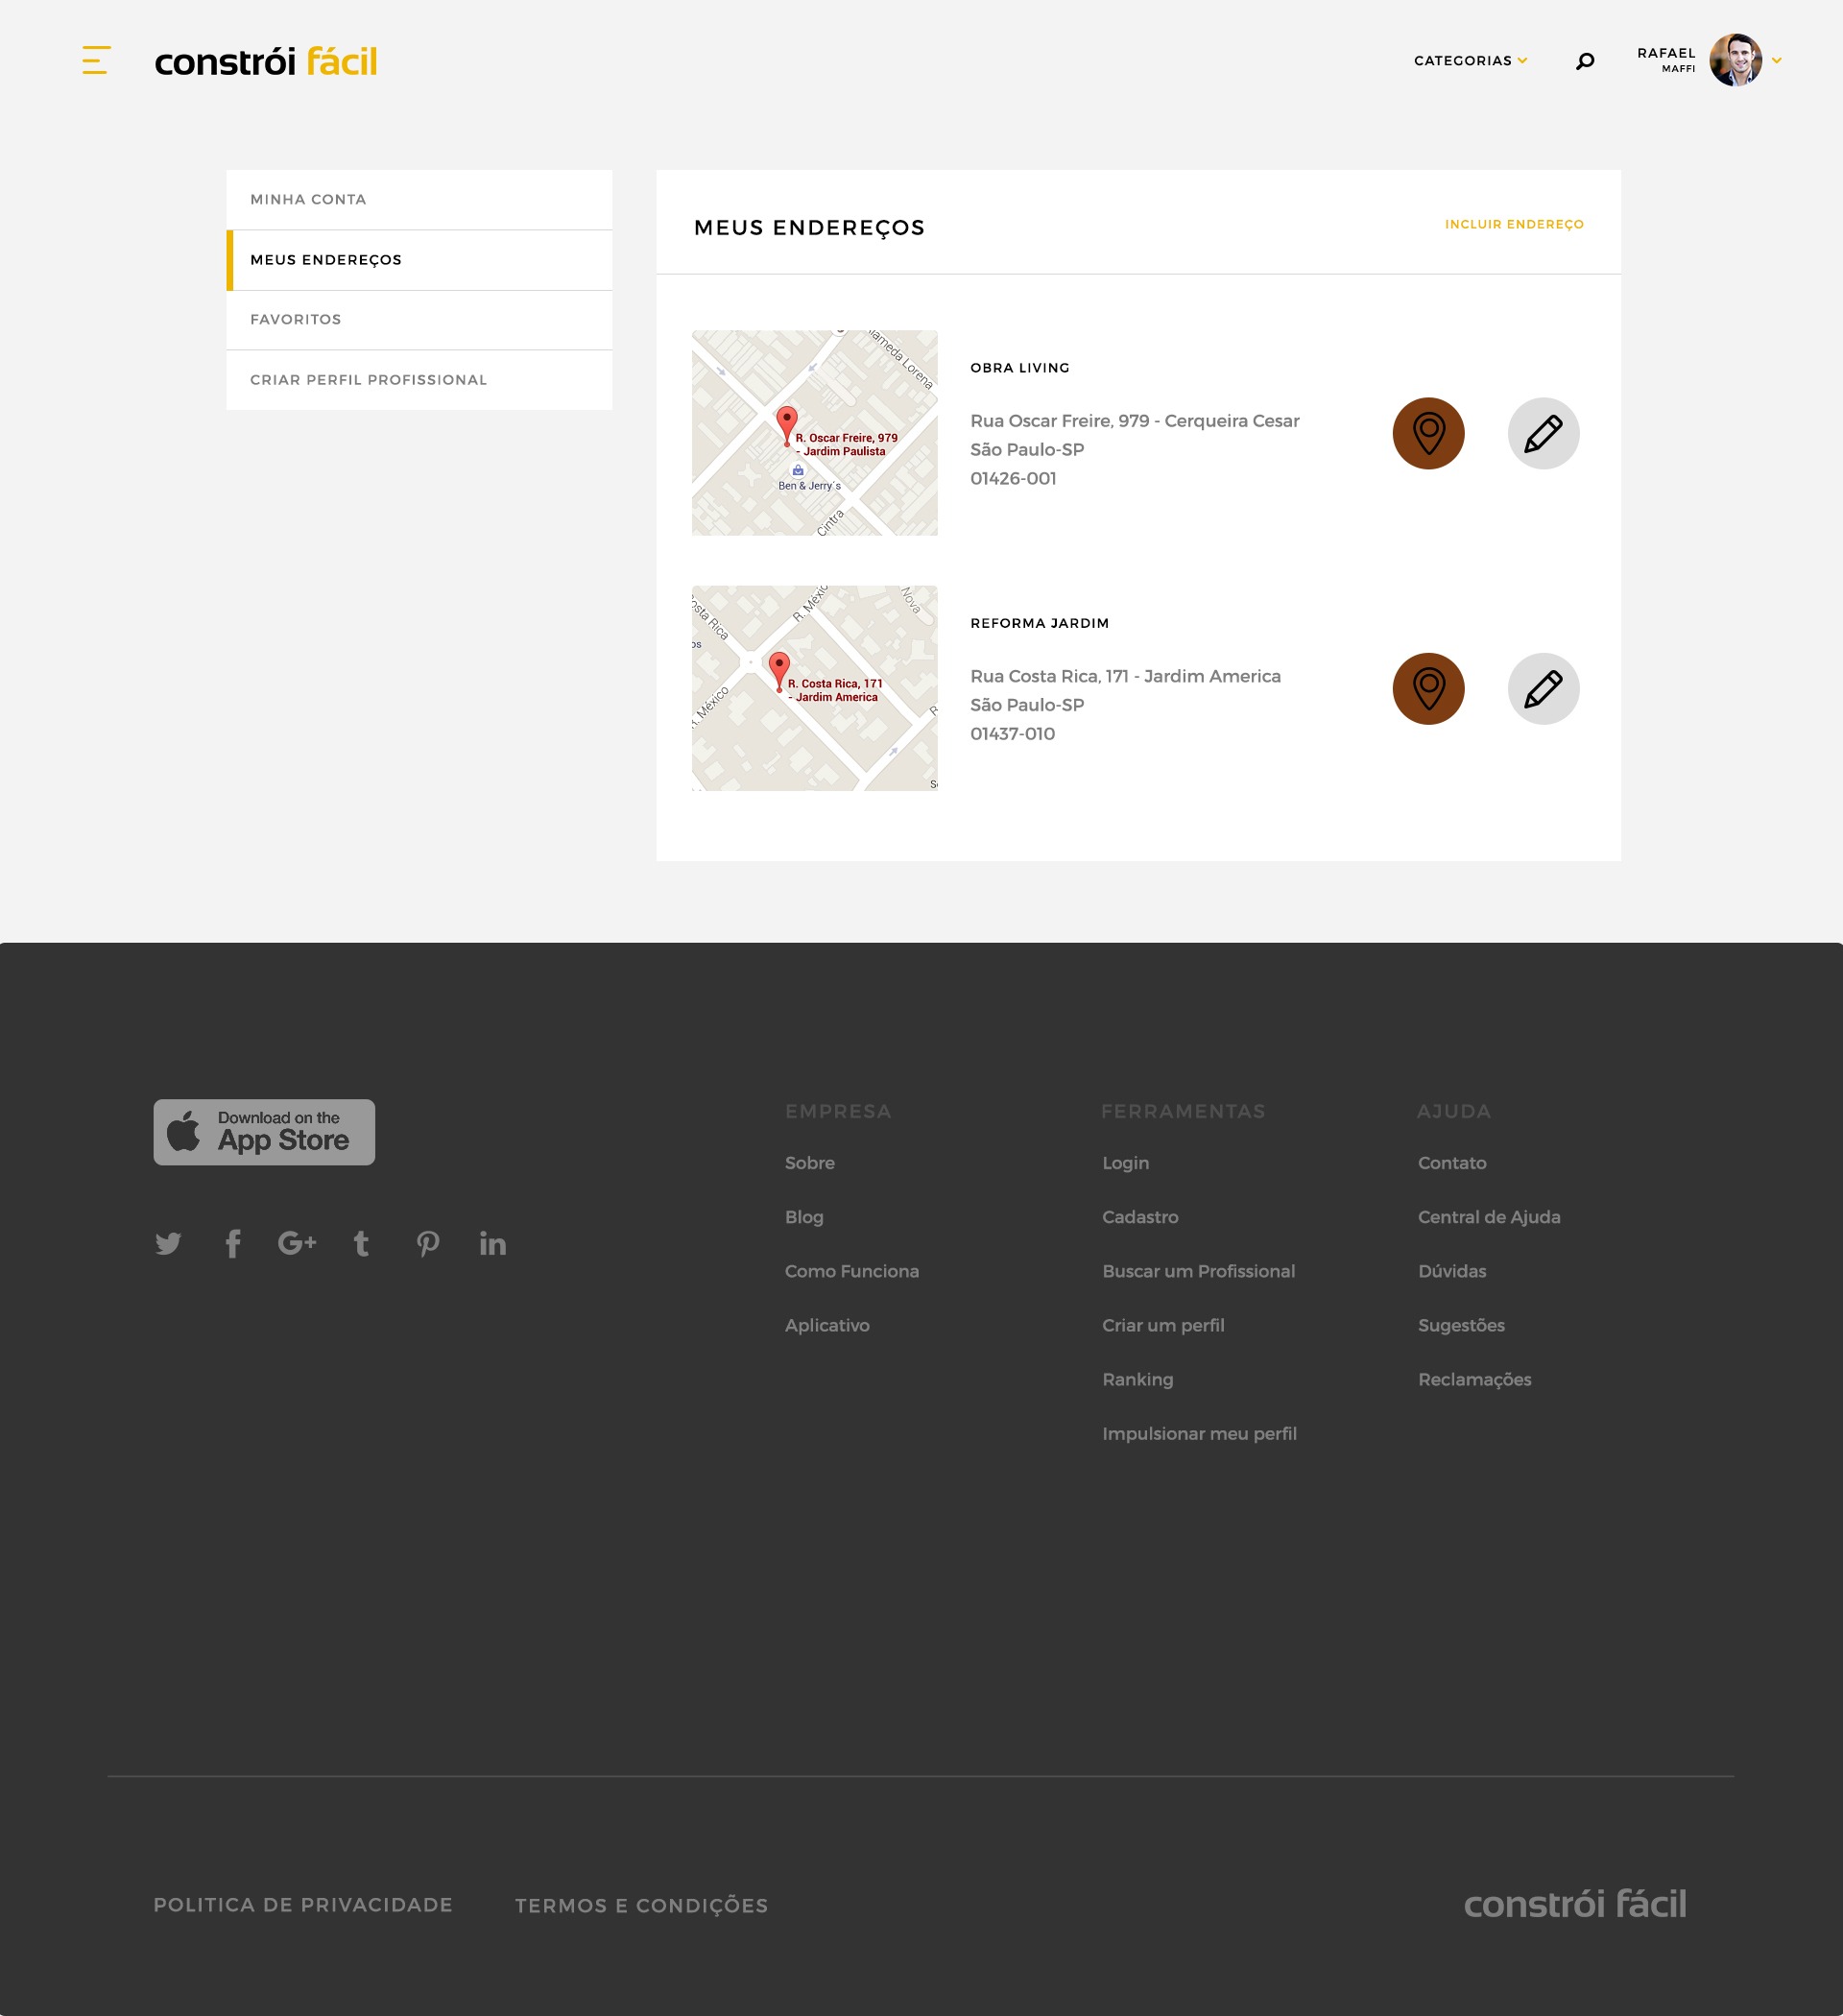 constrói fácil
CATEGORIAS
RAFAEL
MAFFI
MINHA CONTA
MEUS ENDEREÇOS
FAVORITOS
CRIAR PERFIL PROFISSIONAL
MEUS ENDEREÇOS
INCLUIR ENDEREÇO
Alameda Lorena
R. Oscar Freire, 979
- Jardim Paulista
Ben & Jerry's
Cintra
OBRA LIVING
Rua Oscar Freire, 979 - Cerqueira Cesar
São Paulo-SP
01426-001
osta Rica
R. Méxic
Nova
os
R. Costa Rica, 171
- Jardim America
R. México
R
S
REFORMA JARDIM
Rua Costa Rica, 171 - Jardim America
São Paulo-SP
01437-010
Download on the
App Store
G+
t
in
EMPRESA
Sobre
Blog
Como Funciona
Aplicativo
FERRAMENTAS
Login
Cadastro
Buscar um Profissional
Criar um perfil
Ranking
Impulsionar meu perfil
AJUDA
Contato
Central de Ajuda
Dúvidas
Sugestões
Reclamações
POLITICA DE PRIVACIDADE
TERMOS E CONDIÇÕES
constrói fácil